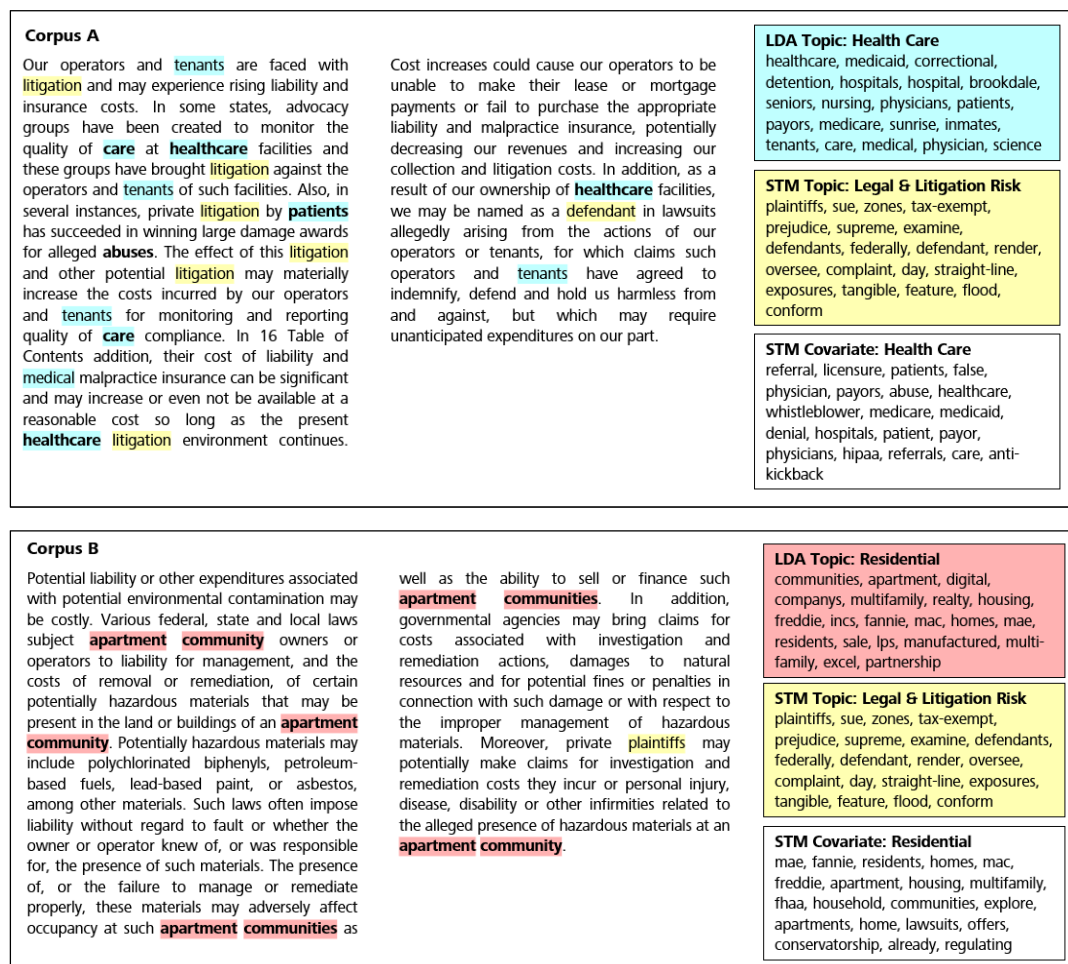 Corpus A
Our operators and tenants are faced with
litigation and may experience rising liability and
insurance costs. In some states, advocacy
groups have been created to monitor the
quality of care at healthcare facilities and
these groups have brought litigation against the
operators and tenants of such facilities. Also, in
several instances, private litigation by patients
has succeeded in winning large damage awards
for alleged abuses. The effect of this litigation
and other potential litigation may materially
increase the costs incurred by our operators
and tenants for monitoring and reporting
quality of care compliance. In 16 Table of
Contents addition, their cost of liability and
medical malpractice insurance can be significant
and may increase or even not be available at a
reasonable cost so long as the present
healthcare litigation environment continues.
Cost increases could cause our operators to be
unable to make their lease or mortgage
payments or fail to purchase the appropriate
liability and malpractice insurance, potentially
decreasing our revenues and increasing our
collection and litigation costs. In addition, as a
result of our ownership of healthcare facilities,
we may be named as a defendant in lawsuits
allegedly arising from the actions of our
operators or tenants, for which claims such
operators and tenants have agreed to
indemnify, defend and hold us harmless from
and against, but which may require
unanticipated expenditures on our part.
LDA Topic: Health Care
healthcare, medicaid, correctional,
detention, hospitals, hospital, brookdale,
seniors, nursing, physicians, patients,
payors, medicare, sunrise, inmates,
tenants, care, medical, physician, science
STM Topic: Legal & Litigation Risk
plaintiffs, sue, zones, tax-exempt,
prejudice, supreme, examine,
defendants, federally, defendant, render,
oversee, complaint, day, straight-line,
exposures, tangible, feature, flood,
conform
STM Covariate: Health Care
referral, licensure, patients, false,
physician, payors, abuse, healthcare,
whistleblower, medicare, medicaid,
denial, hospitals, patient, payor,
physicians, hipaa, referrals, care, anti-
kickback
Corpus B
Potential liability or other expenditures associated
with potential environmental contamination may
be costly. Various federal, state and local laws
subject apartment community owners or
operators to liability for management, and the
costs of removal or remediation, of certain
potentially hazardous materials that may be
present in the land or buildings of an apartment
community. Potentially hazardous materials may
include polychlorinated biphenyls, petroleum-
based fuels, lead-based paint, or asbestos,
among other materials. Such laws often impose
liability without regard to fault or whether the
owner or operator knew of, or was responsible
for, the presence of such materials. The presence
of, or the failure to manage or remediate
properly, these materials may adversely affect
occupancy at such apartment communities as
well as the ability to sell or finance such
apartment communities. In addition,
governmental agencies may bring claims for
costs associated with investigation and
remediation actions, damages to natural
resources and for potential fines or penalties in
connection with such damage or with respect to
the improper management of hazardous
materials. Moreover, private plaintiffs may
potentially make claims for investigation and
remediation costs they incur or personal injury,
disease, disability or other infirmities related to
the alleged presence of hazardous materials at an
apartment community.
LDA Topic: Residential
communities, apartment, digital,
companys, multifamily, realty, housing,
freddie, incs, fannie, mac, homes, mae,
residents, sale, lps, manufactured, multi-
family, excel, partnership
STM Topic: Legal & Litigation Risk
plaintiffs, sue, zones, tax-exempt,
prejudice, supreme, examine, defendants,
federally, defendant, render, oversee,
complaint, day, straight-line, exposures,
tangible, feature, flood, conform
STM Covariate: Residential
mae, fannie, residents, homes, mac,
freddie, apartment, housing, multifamily,
fhaa, household, communities, explore,
apartments, home, lawsuits, offers,
conservatorship, already, regulating